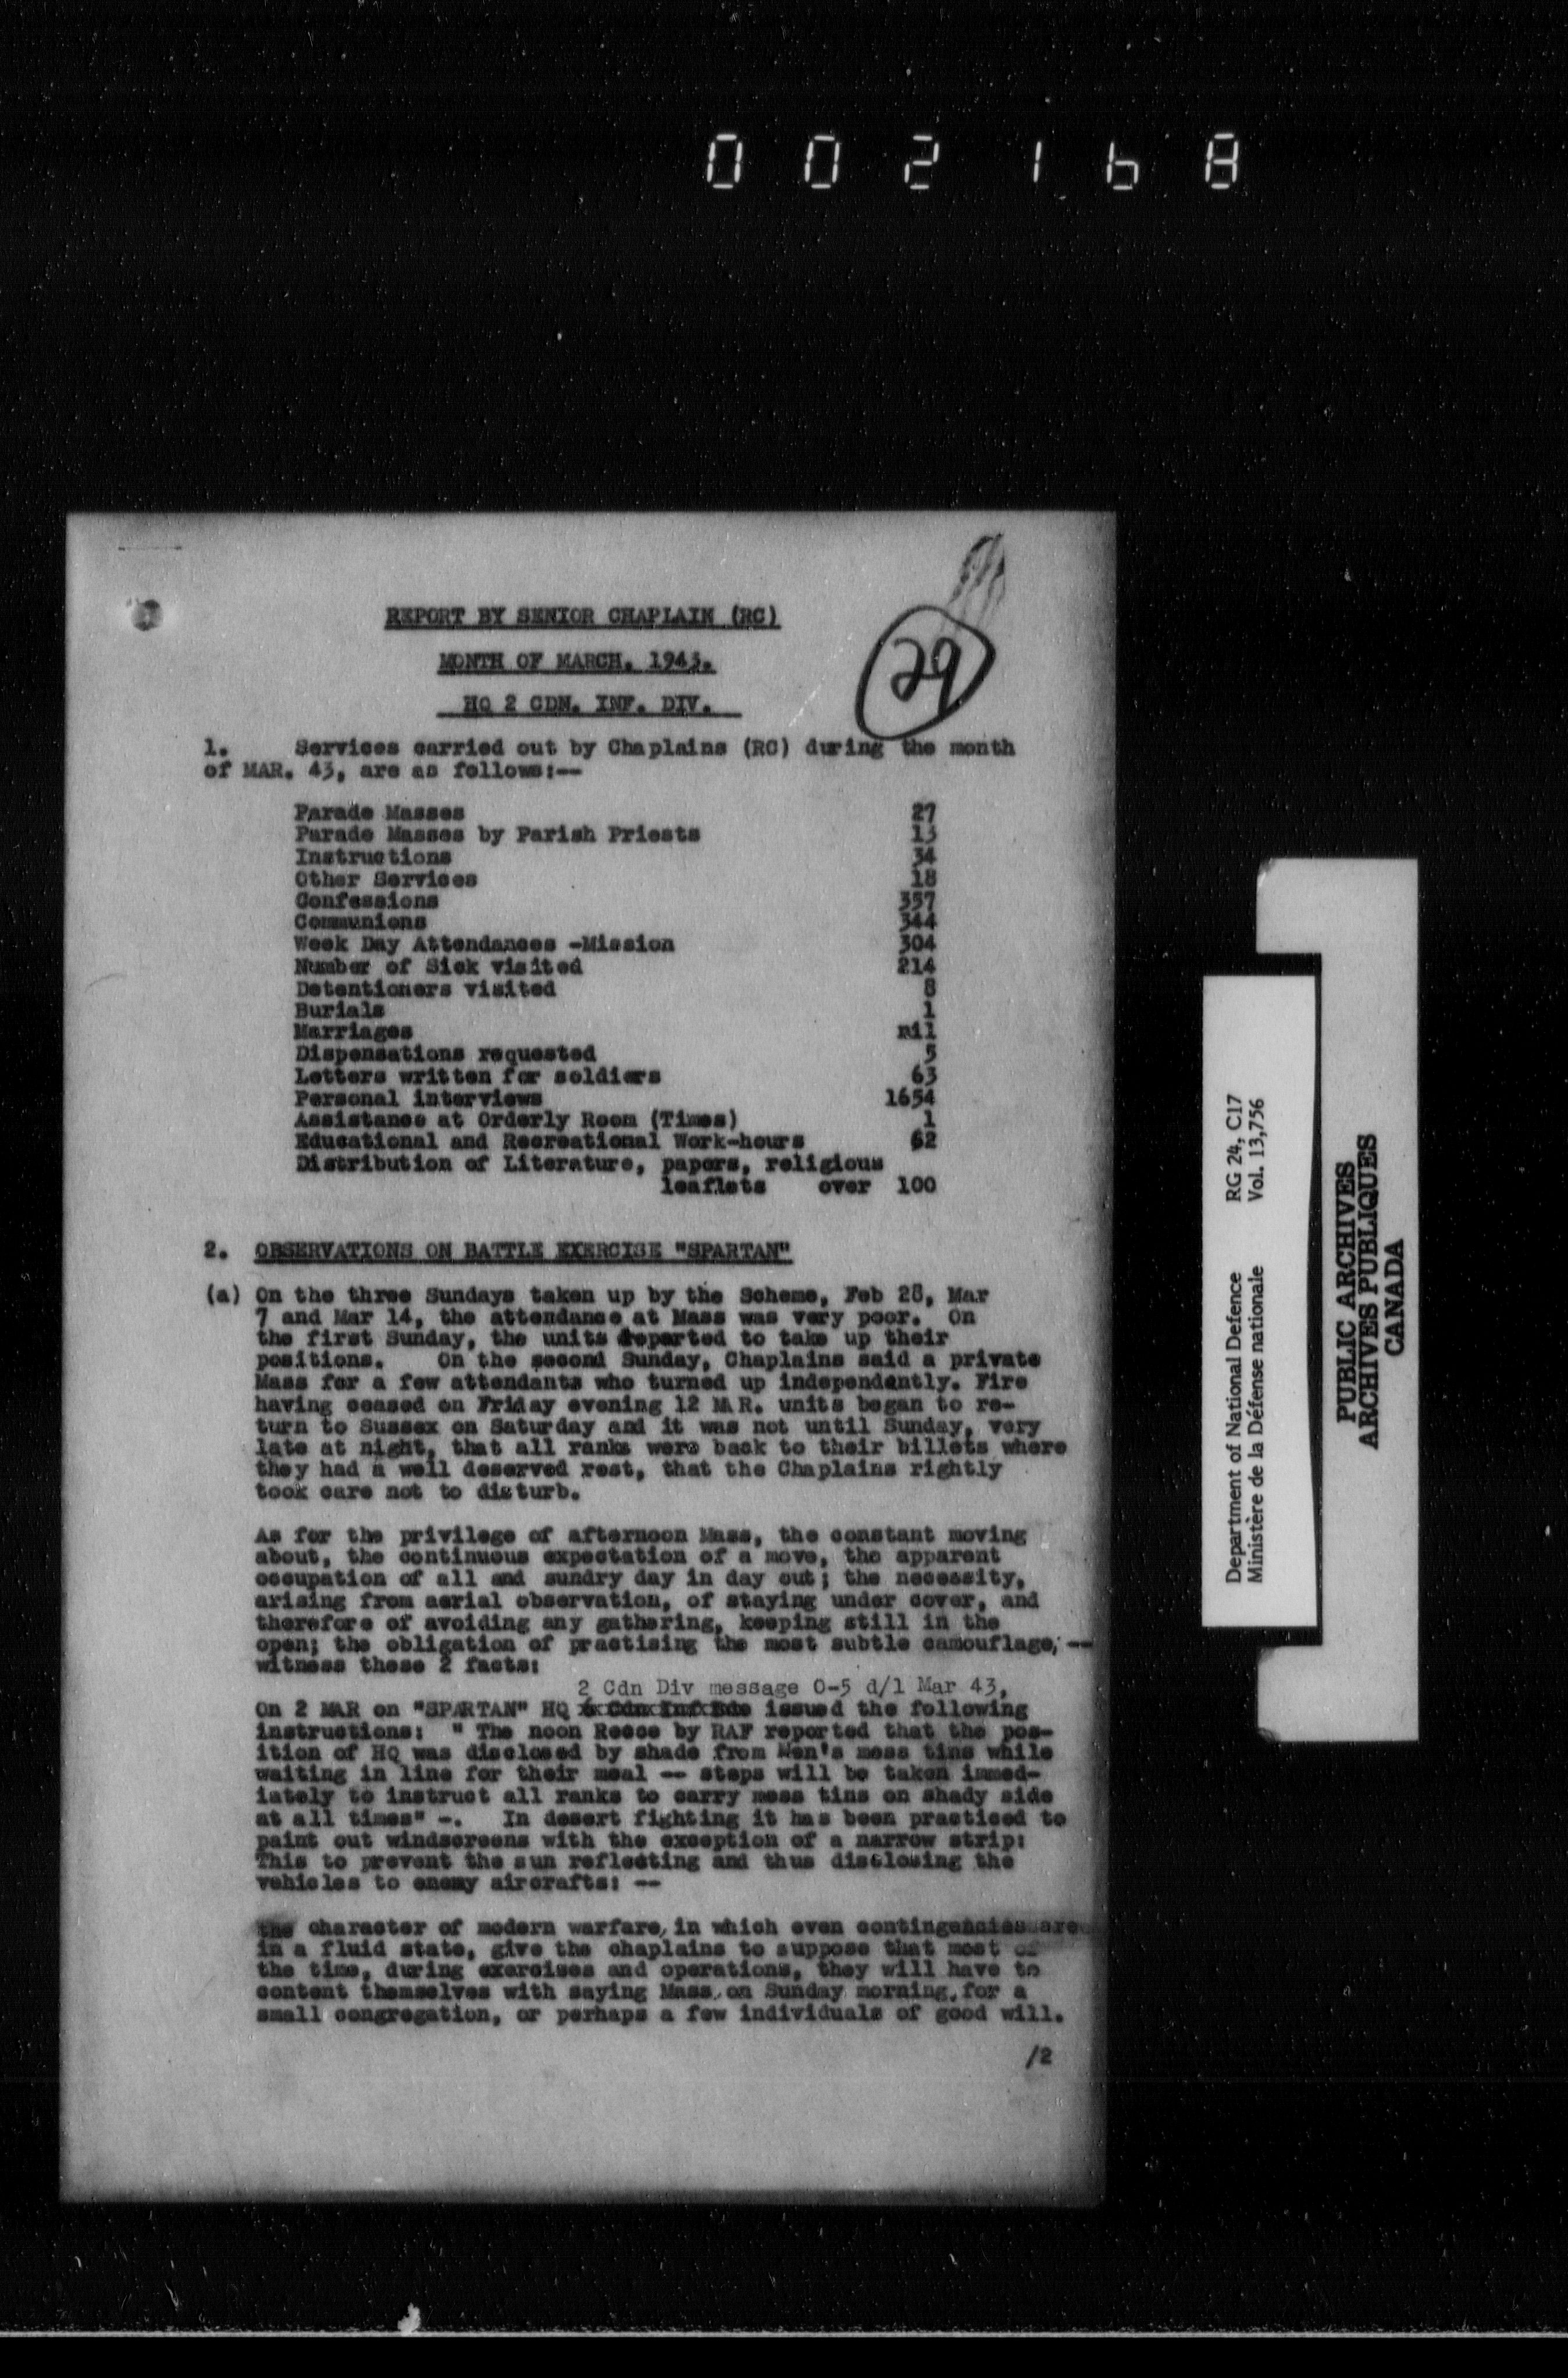 002168
29
REPORT BY SENIOR CHAPLAIN (RC)
MONTH OF MARCH. 1943.
HQ 2 CDN. INF. DIV.
1. Services carried out by Chaplains (RC) during the month
of MAR. 43, are as follows:--
Parade Masses 27
Parade Masses by Parish Priests 13
Instructions 34
Other Services 18
Confessions 357
Communions 344
Week Day Attendances -Mission 304
Number of Sick visited 214
Detentioners visited 8
Burials 1
Marriages nil
Dispensations requested 5
Letters written for soldiers 63
Personal interviews 1654
Assistance at Orderly Room (Times) 1
Educational and Recreational Work-hours 62
Distribution of Literature, papers, religious
leaflets over 100
2. OBSERVATIONS ON BATTLE EXERCISE "SPARTAN"
(a) On the three Sundays taken up by the Scheme, Feb 28, Mar
7 and Mar 14, the attendance at Mass was very poor. On
the first Sunday, the units departed to take up their
positions. On the second Sunday, Chaplains said a private
Mass for a few attendants who turned up independently. Fire
having ceased on Friday evening 12 MAR. units began to re-
turn to Sussex on Saturday and it was not until Sunday, very
late at night, that all ranks were back to their billets where
they had a well deserved rest, that the Chaplains rightly
took care not to disturb.
As for the privilege of afternoon Mass, the constant moving
about, the continuous expectation of a move, the apparent
occupation of all and sundry day in day out; the necessity,
arising from aerial observation, of staying under cover, and
therefore of avoiding any gathering, keeping still in the
open; the obligation of practising the most subtle camouflage, --
witness these 2 facts:
2 Cdn Div message O-5 d/1 Mar 43,
On 2 MAR on "SPARTAN" HQ 6 Cdn Inf Bde issued the following
instructions: " The noon Recce by RAF reported that the pos-
ition of HQ was disclosed by shade from Men's mess tins while
waiting in line for their meal -- steps will be taken immed-
iately to instruct all ranks to carry mess tins on shady side
at all times" -. In desert fighting it has been practiced to
paint out windscreens with the exception of a narrow strip:
This to prevent the sun reflecting and thus disclosing the
vehicles to enemy aircrafts: --
the character of modern warfare, in which even contingencies are
in a fluid state, give the chaplains to suppose that most of
the time, during exercises and operations, they will have to
content themselves with saying Mass, on Sunday morning, for a
small congregation, or perhaps a few individuals of good will.
/2
Department of National Defence RG 24, C17
Ministère de la Défense nationale Vol. 13,756
PUBLIC ARCHIVES
ARCHIVES PUBLIQUES
CANADA